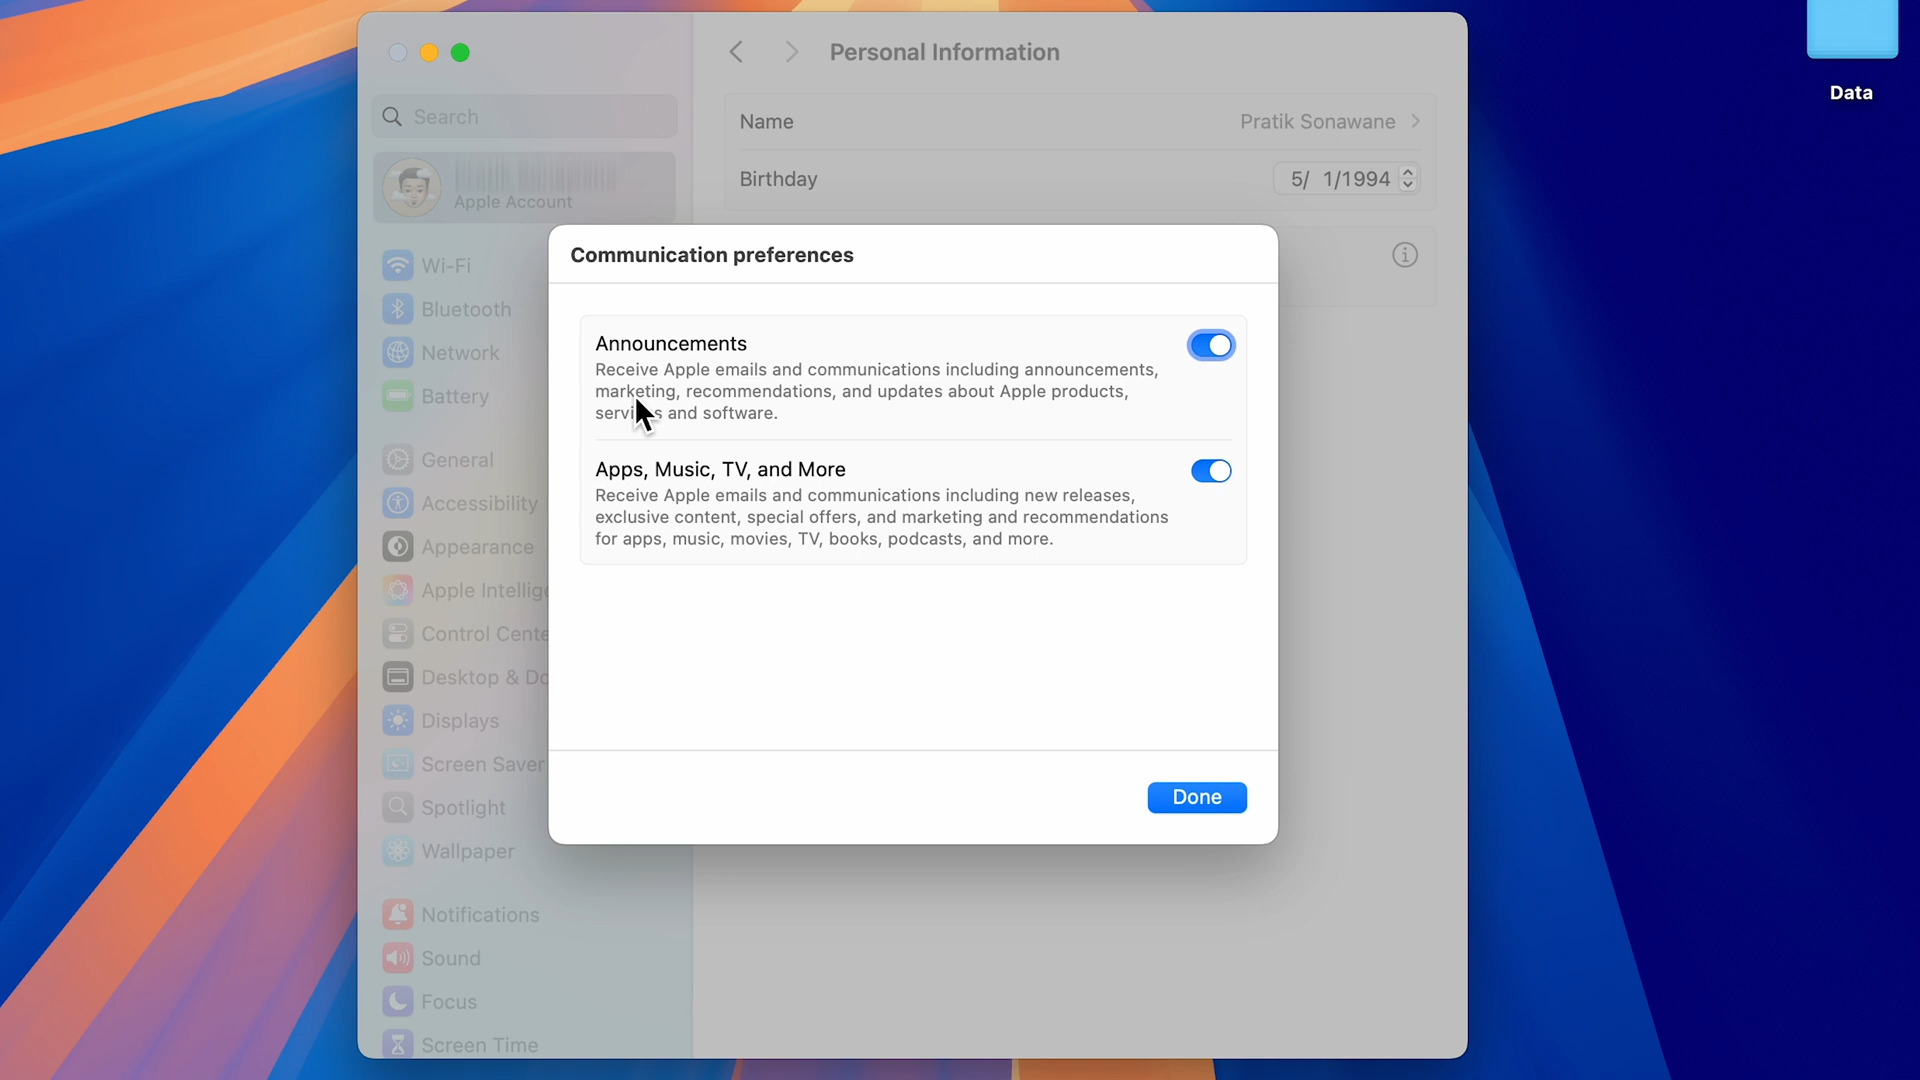 Data
Personal Information
Search
Name
Pratik Sonawane
Birthday
5/ 1/1994
Apple Account
Wi-Fi
Bluetooth
Network
Battery
General
Accessibility
Appearance
Apple Intellig
Control Cente
Desktop & Do
Displays
Screen Saver
Spotlight
Wallpaper
Notifications
Sound
Focus
Screen Time
Communication preferences
Announcements
Receive Apple emails and communications including announcements,
marketing, recommendations, and updates about Apple products,
services and software.
Apps, Music, TV, and More
Receive Apple emails and communications including new releases,
exclusive content, special offers, and marketing and recommendations
for apps, music, movies, TV, books, podcasts, and more.
Done